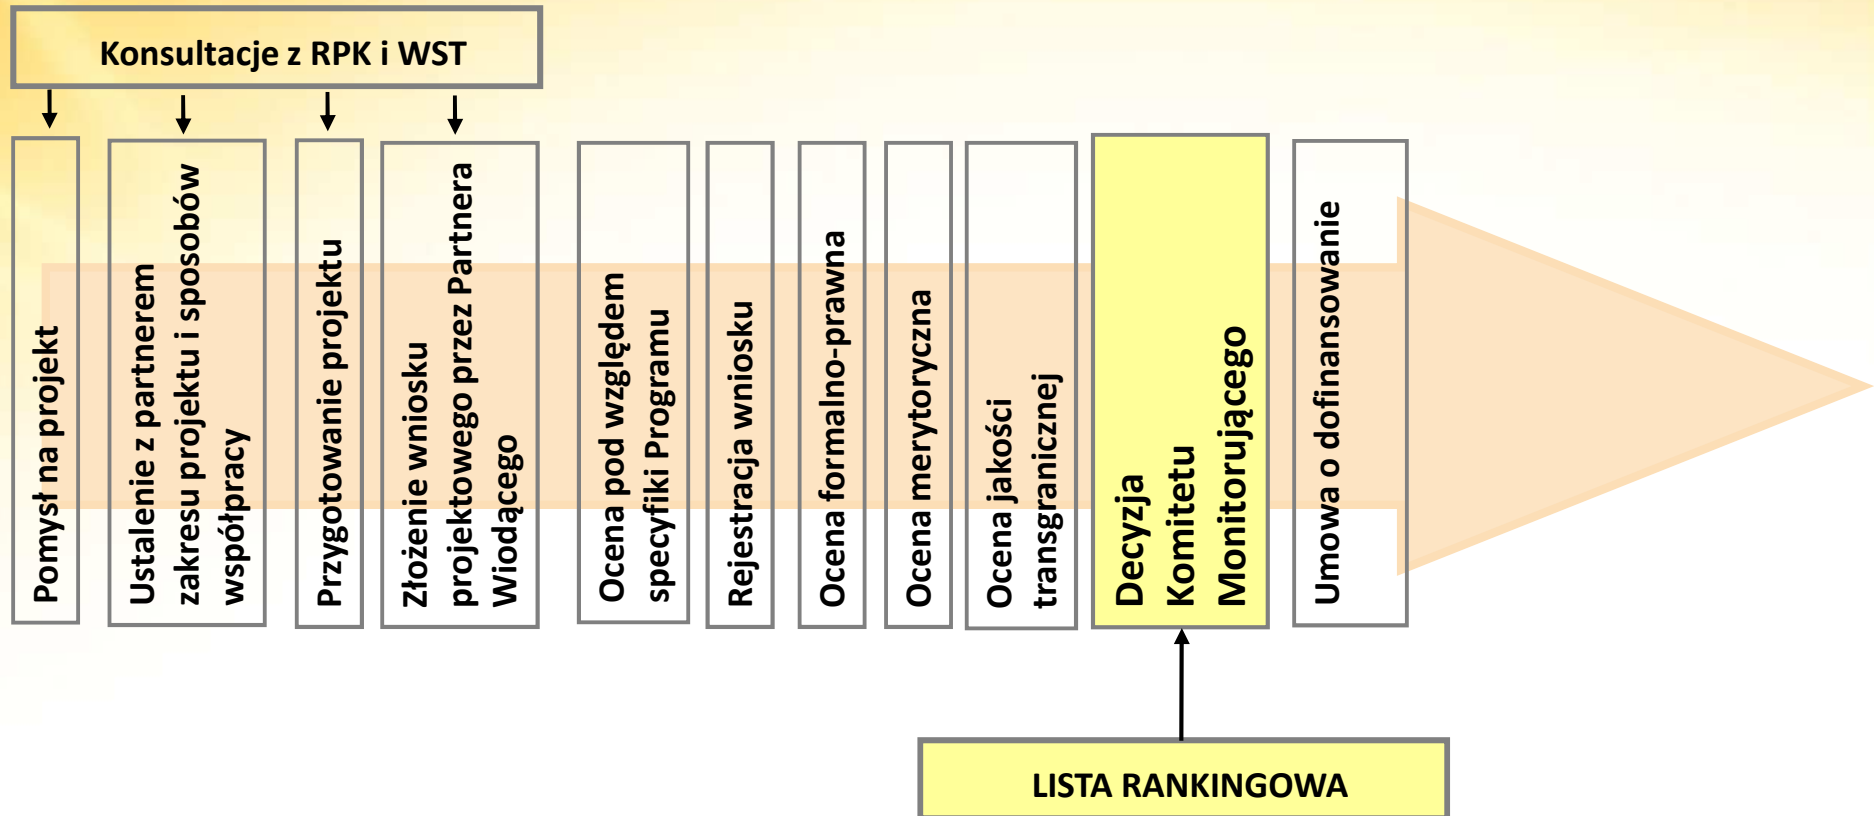 Konsultacje z RPK i WST
Pomysł na projekt
Ustalenie z partnerem
zakresu projektu i sposobów
współpracy
Przygotowanie projektu
Złożenie wniosku
projektowego przez Partnera
Wiodącego
Ocena pod względem
specyfiki Programu
Rejestracja wniosku
Ocena formalno-prawna
Ocena merytoryczna
Ocena jakości
transgranicznej
Decyzja
Komitetu
Monitorującego
Umowa o dofinansowanie
LISTA RANKINGOWA